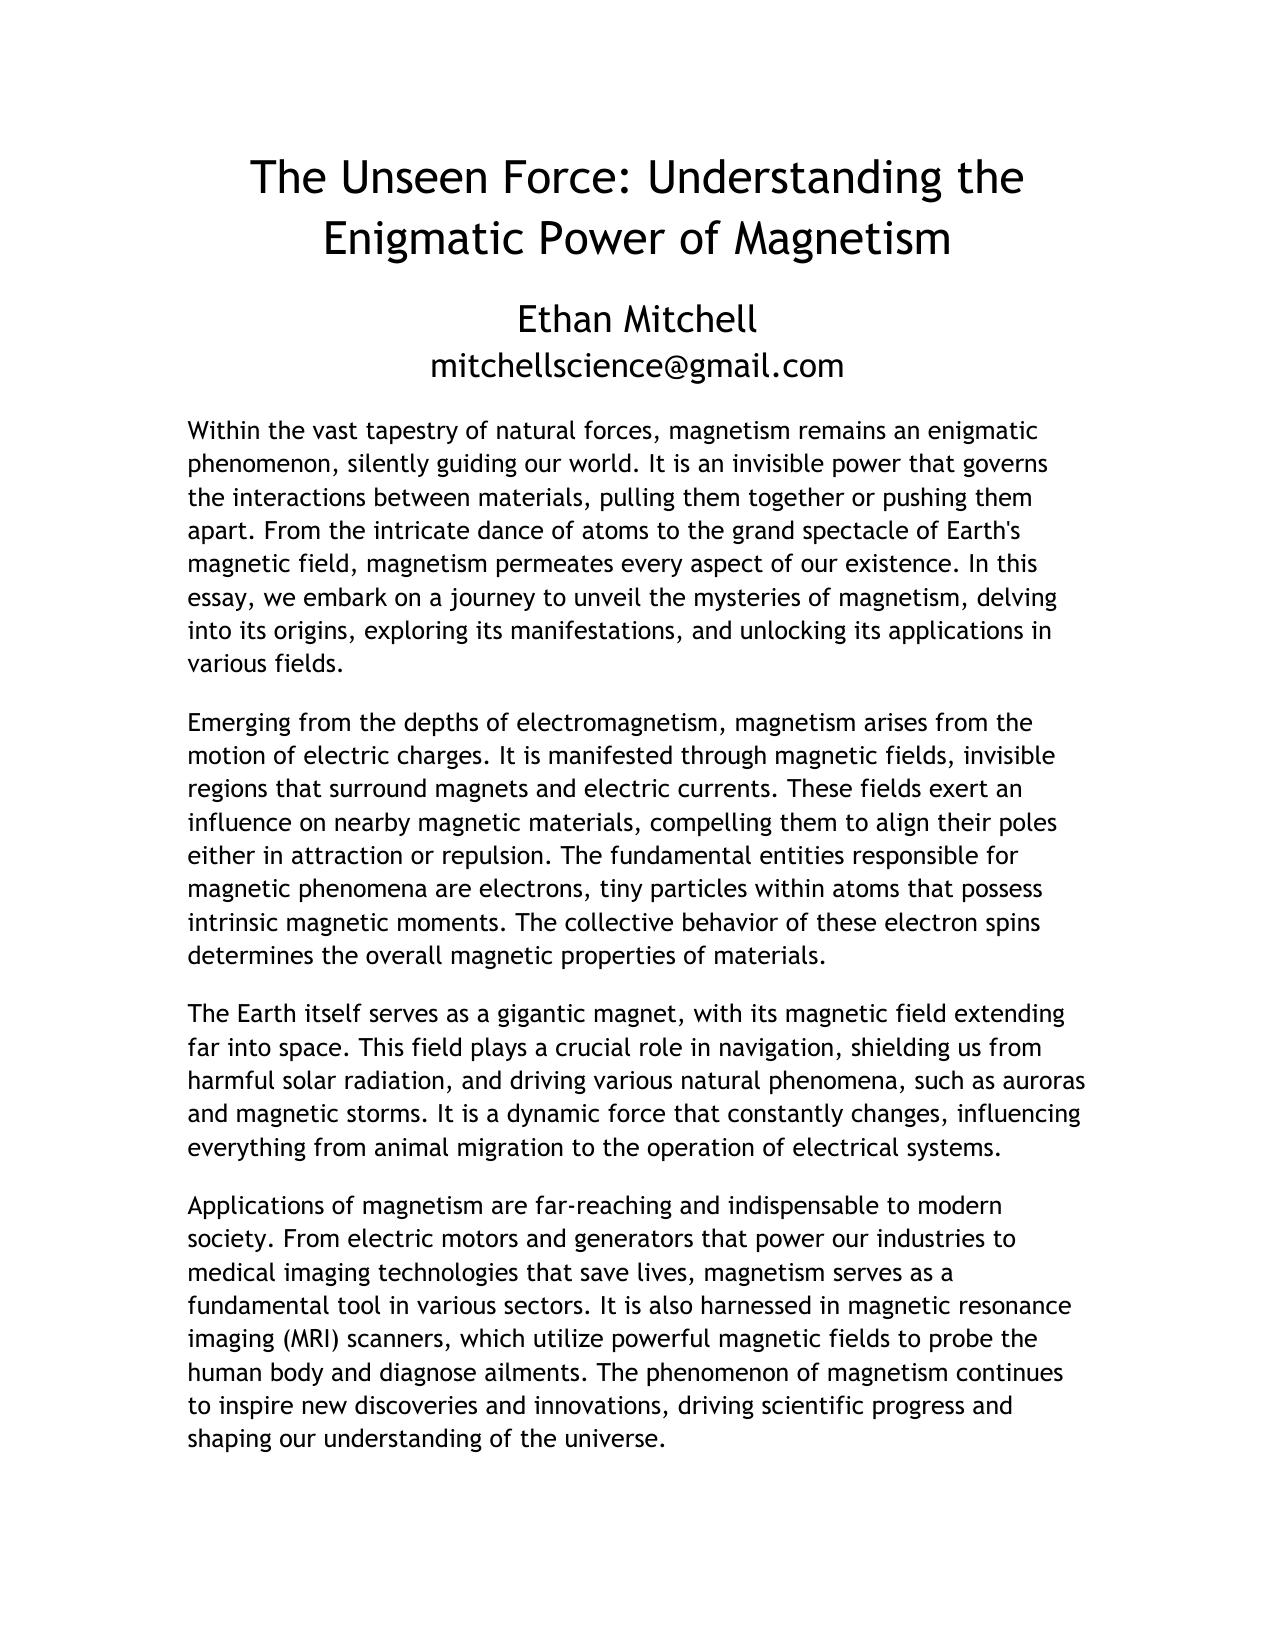 The Unseen Force: Understanding the
Enigmatic Power of Magnetism
Ethan Mitchell
mitchellscience@gmail.com
Within the vast tapestry of natural forces, magnetism remains an enigmatic
phenomenon, silently guiding our world. It is an invisible power that governs
the interactions between materials, pulling them together or pushing them
apart. From the intricate dance of atoms to the grand spectacle of Earth's
magnetic field, magnetism permeates every aspect of our existence. In this
essay, we embark on a journey to unveil the mysteries of magnetism, delving
into its origins, exploring its manifestations, and unlocking its applications in
various fields.
Emerging from the depths of electromagnetism, magnetism arises from the
motion of electric charges. It is manifested through magnetic fields, invisible
regions that surround magnets and electric currents. These fields exert an
influence on nearby magnetic materials, compelling them to align their poles
either in attraction or repulsion. The fundamental entities responsible for
magnetic phenomena are electrons, tiny particles within atoms that possess
intrinsic magnetic moments. The collective behavior of these electron spins
determines the overall magnetic properties of materials.
The Earth itself serves as a gigantic magnet, with its magnetic field extending
far into space. This field plays a crucial role in navigation, shielding us from
harmful solar radiation, and driving various natural phenomena, such as auroras
and magnetic storms. It is a dynamic force that constantly changes, influencing
everything from animal migration to the operation of electrical systems.
Applications of magnetism are far-reaching and indispensable to modern
society. From electric motors and generators that power our industries to
medical imaging technologies that save lives, magnetism serves as a
fundamental tool in various sectors. It is also harnessed in magnetic resonance
imaging (MRI) scanners, which utilize powerful magnetic fields to probe the
human body and diagnose ailments. The phenomenon of magnetism continues
to inspire new discoveries and innovations, driving scientific progress and
shaping our understanding of the universe.